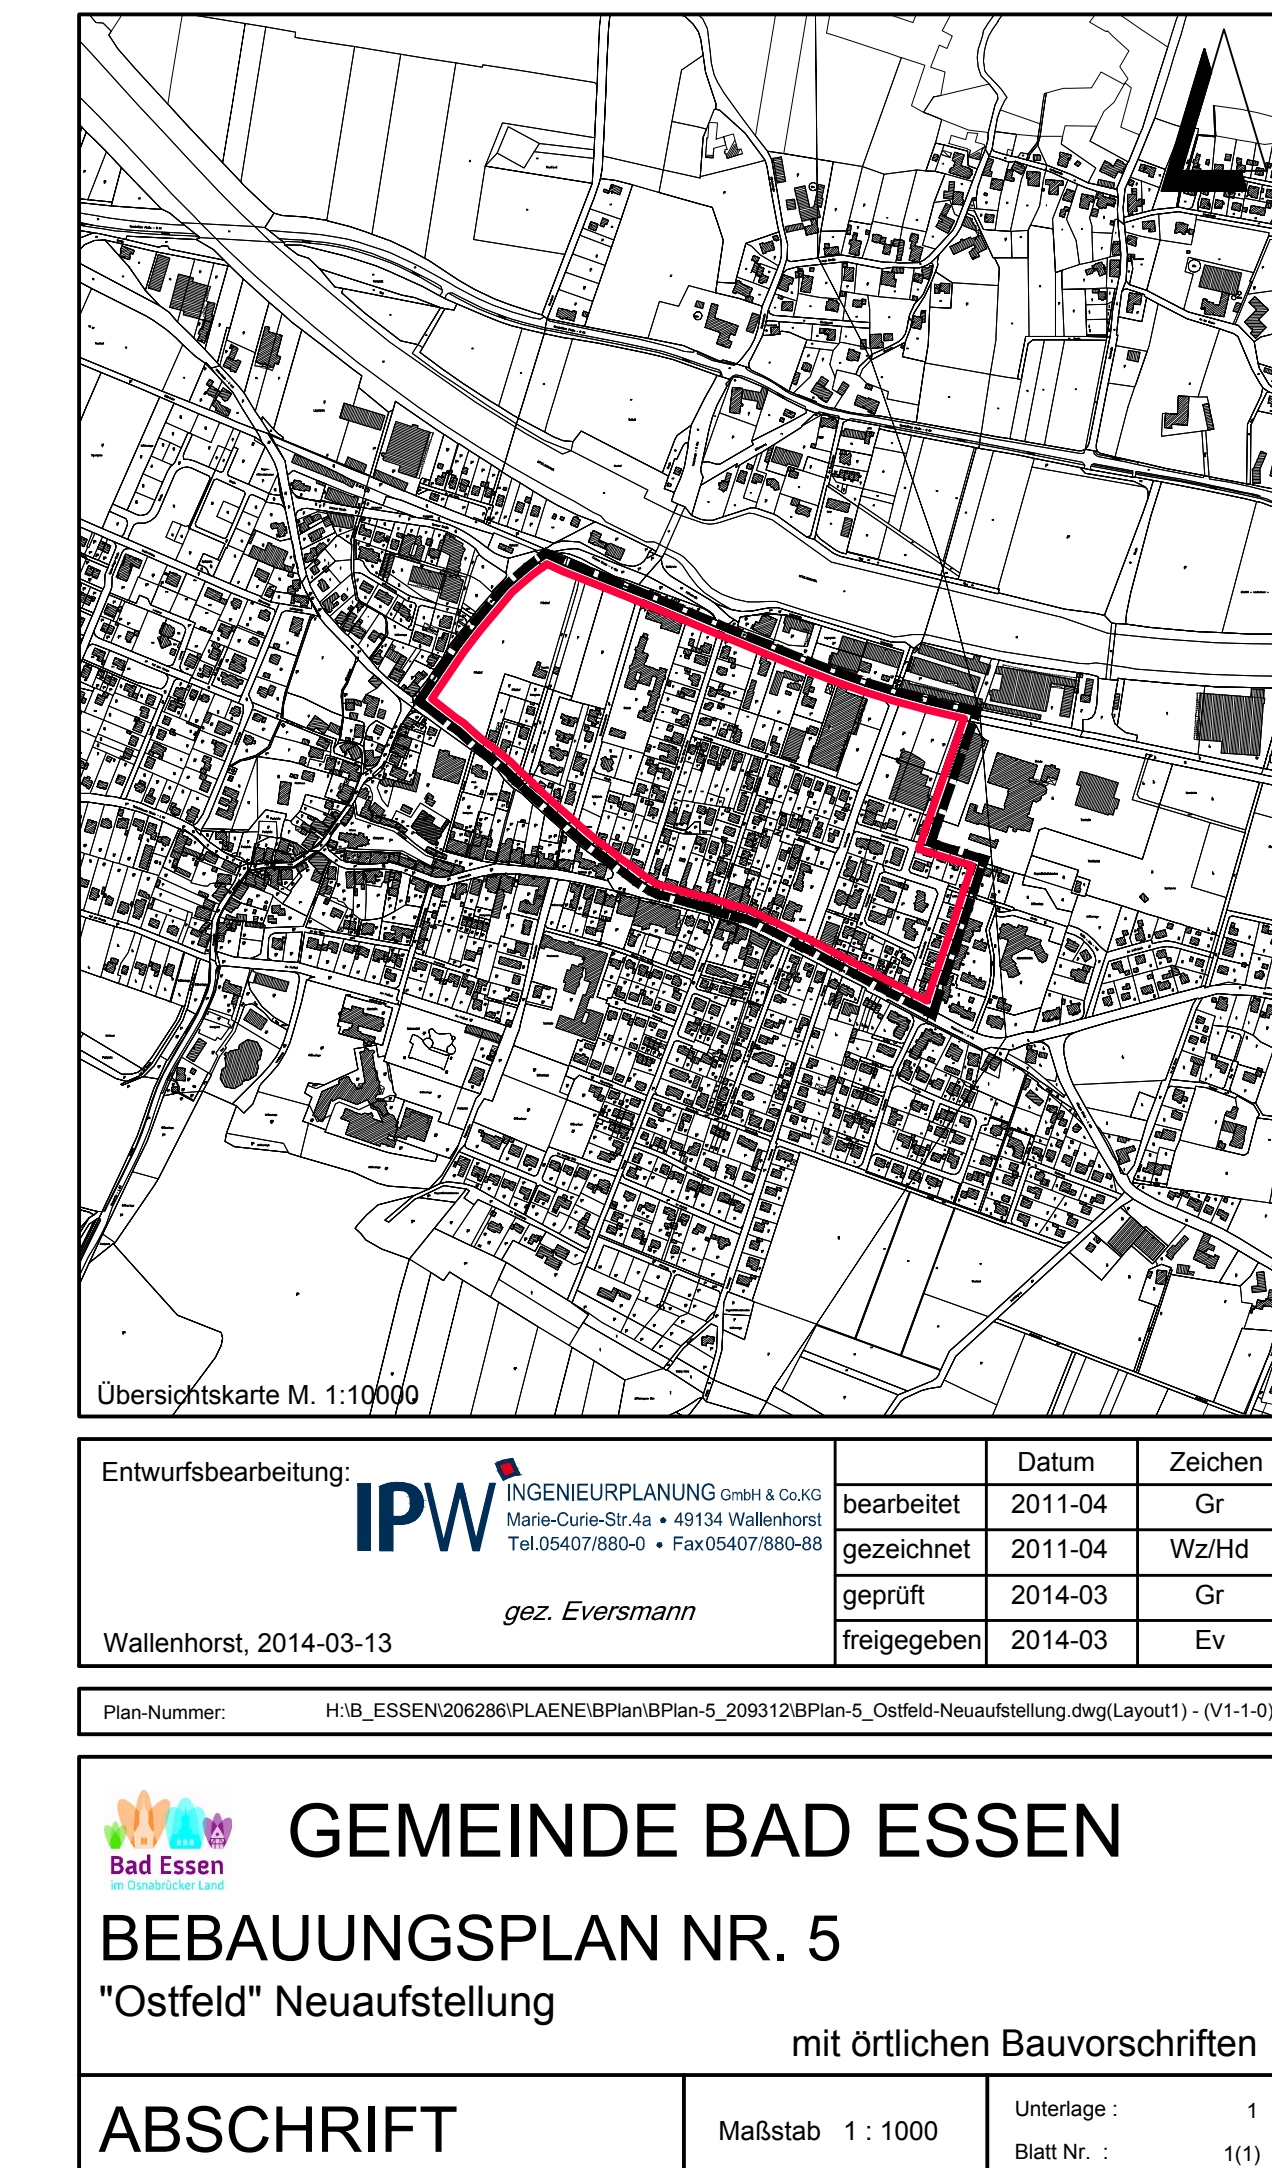 Übersichtskarte M. 1:10000
Entwurfsbearbeitung:
IPW
INGENIEURPLANUNG GmbH & Co.KG
Marie-Curie-Str.4a • 49134 Wallenhorst
Tel.05407/880-0 • Fax05407/880-88
gez. Eversmann
Wallenhorst, 2014-03-13
Datum Zeichen
bearbeitet 2011-04 Gr
gezeichnet 2011-04 Wz/Hd
geprüft 2014-03 Gr
freigegeben 2014-03 Ev
Plan-Nummer: H:\B_ESSEN\206286\PLAENE\BPlan\BPlan-5_209312\BPlan-5_Ostfeld-Neuaufstellung.dwg(Layout1) - (V1-1-0)
Bad Essen
im Osnabrücker Land
GEMEINDE BAD ESSEN
BEBAUUNGSPLAN NR. 5
"Ostfeld" Neuaufstellung
mit örtlichen Bauvorschriften
ABSCHRIFT
Maßstab 1 : 1000
Unterlage : 1
Blatt Nr. : 1(1)